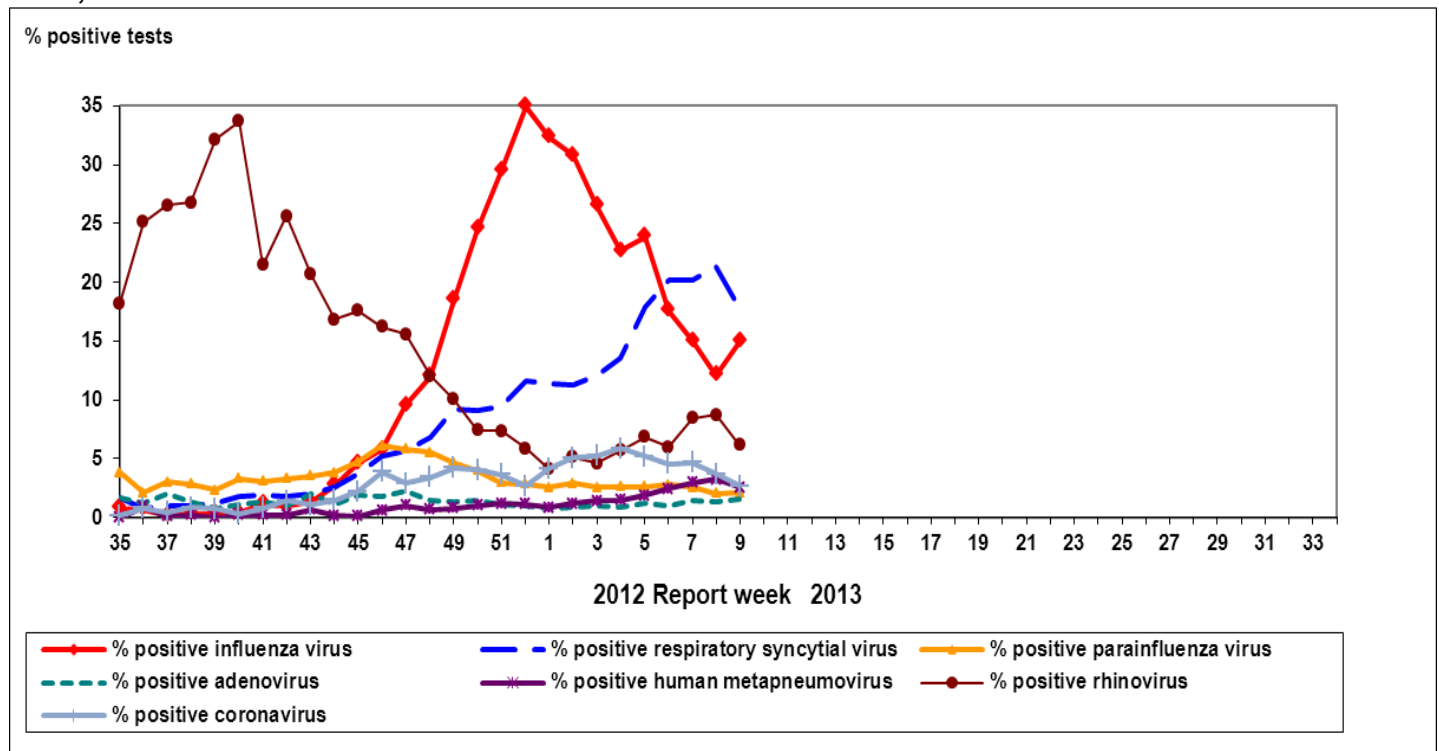 % positive tests
35
30
25
20
15
10
5
0
35 37 39 41 43 45 47 49 51 1 3 5 7 9 11 13 15 17 19 21 23 25 27 29 31 33
2012 Report week 2013
% positive influenza virus % positive respiratory syncytial virus % positive parainfluenza virus
% positive adenovirus % positive human metapneumovirus % positive rhinovirus
% positive coronavirus